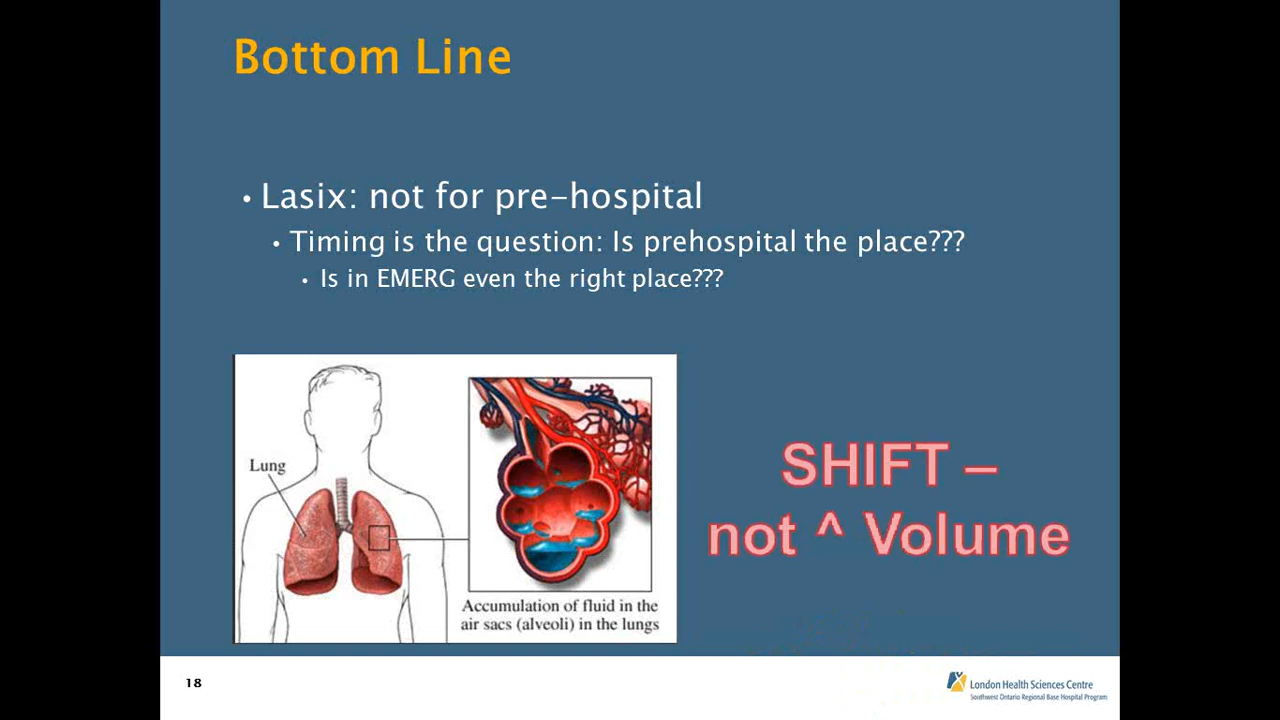 Bottom Line
• Lasix: not for pre-hospital
• Timing is the question: Is prehospital the place???
• Is in EMERG even the right place???
Lung
Accumulation of fluid in the
air sacs (alveoli) in the lungs
SHIFT –
not ^ Volume
18
London Health Sciences Centre
Southwest Ontario Regional Base Hospital Program